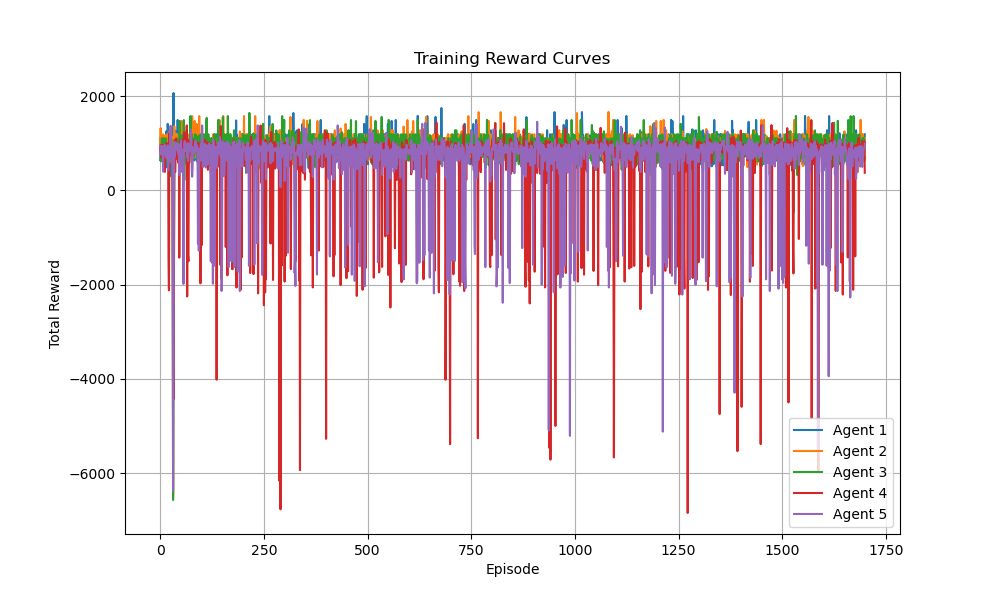 Training Reward Curves
2000
0
−2000
−4000
−6000
Total Reward
0 250 500 750 1000 1250 1500 1750
Episode
Agent 1
Agent 2
Agent 3
Agent 4
Agent 5